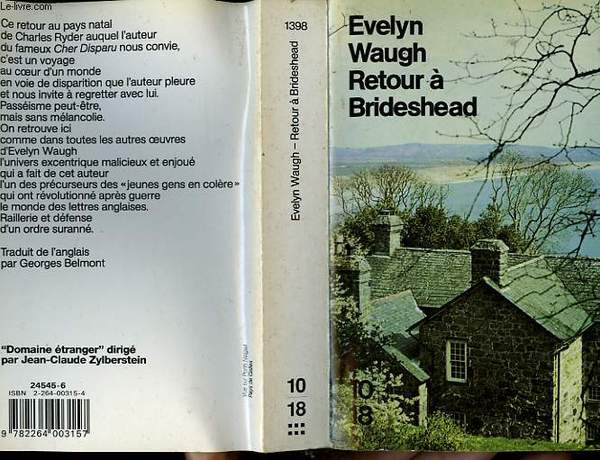 Le-livre.com
Ce retour au pays natal
de Charles Ryder auquel l'auteur
du fameux Cher Disparu nous convie,
c'est un voyage
au cœur d'un monde
en voie de disparition que l'auteur pleure
et nous invite à regretter avec lui.
Passéisme peut-être,
mais sans mélancolie.
On retrouve ici
comme dans toutes les autres œuvres
d'Evelyn Waugh
l'univers excentrique malicieux et enjoué
qui a fait de cet auteur
l'un des précurseurs des «jeunes gens en colère»
qui ont révolutionné après guerre
le monde des lettres anglaises.
Raillerie et défense
d'un ordre suranné.
Traduit de l'anglais
par Georges Belmont
"Domaine étranger" dirigé
par Jean-Claude Zylberstein
24545-6
ISBN 2-264-00315-4
9 782264 003157
Pays de Galles
1398
Evelyn Waugh – Retour à Brideshead
10
18
Evelyn
Waugh
Retour à
Brideshead
10
18